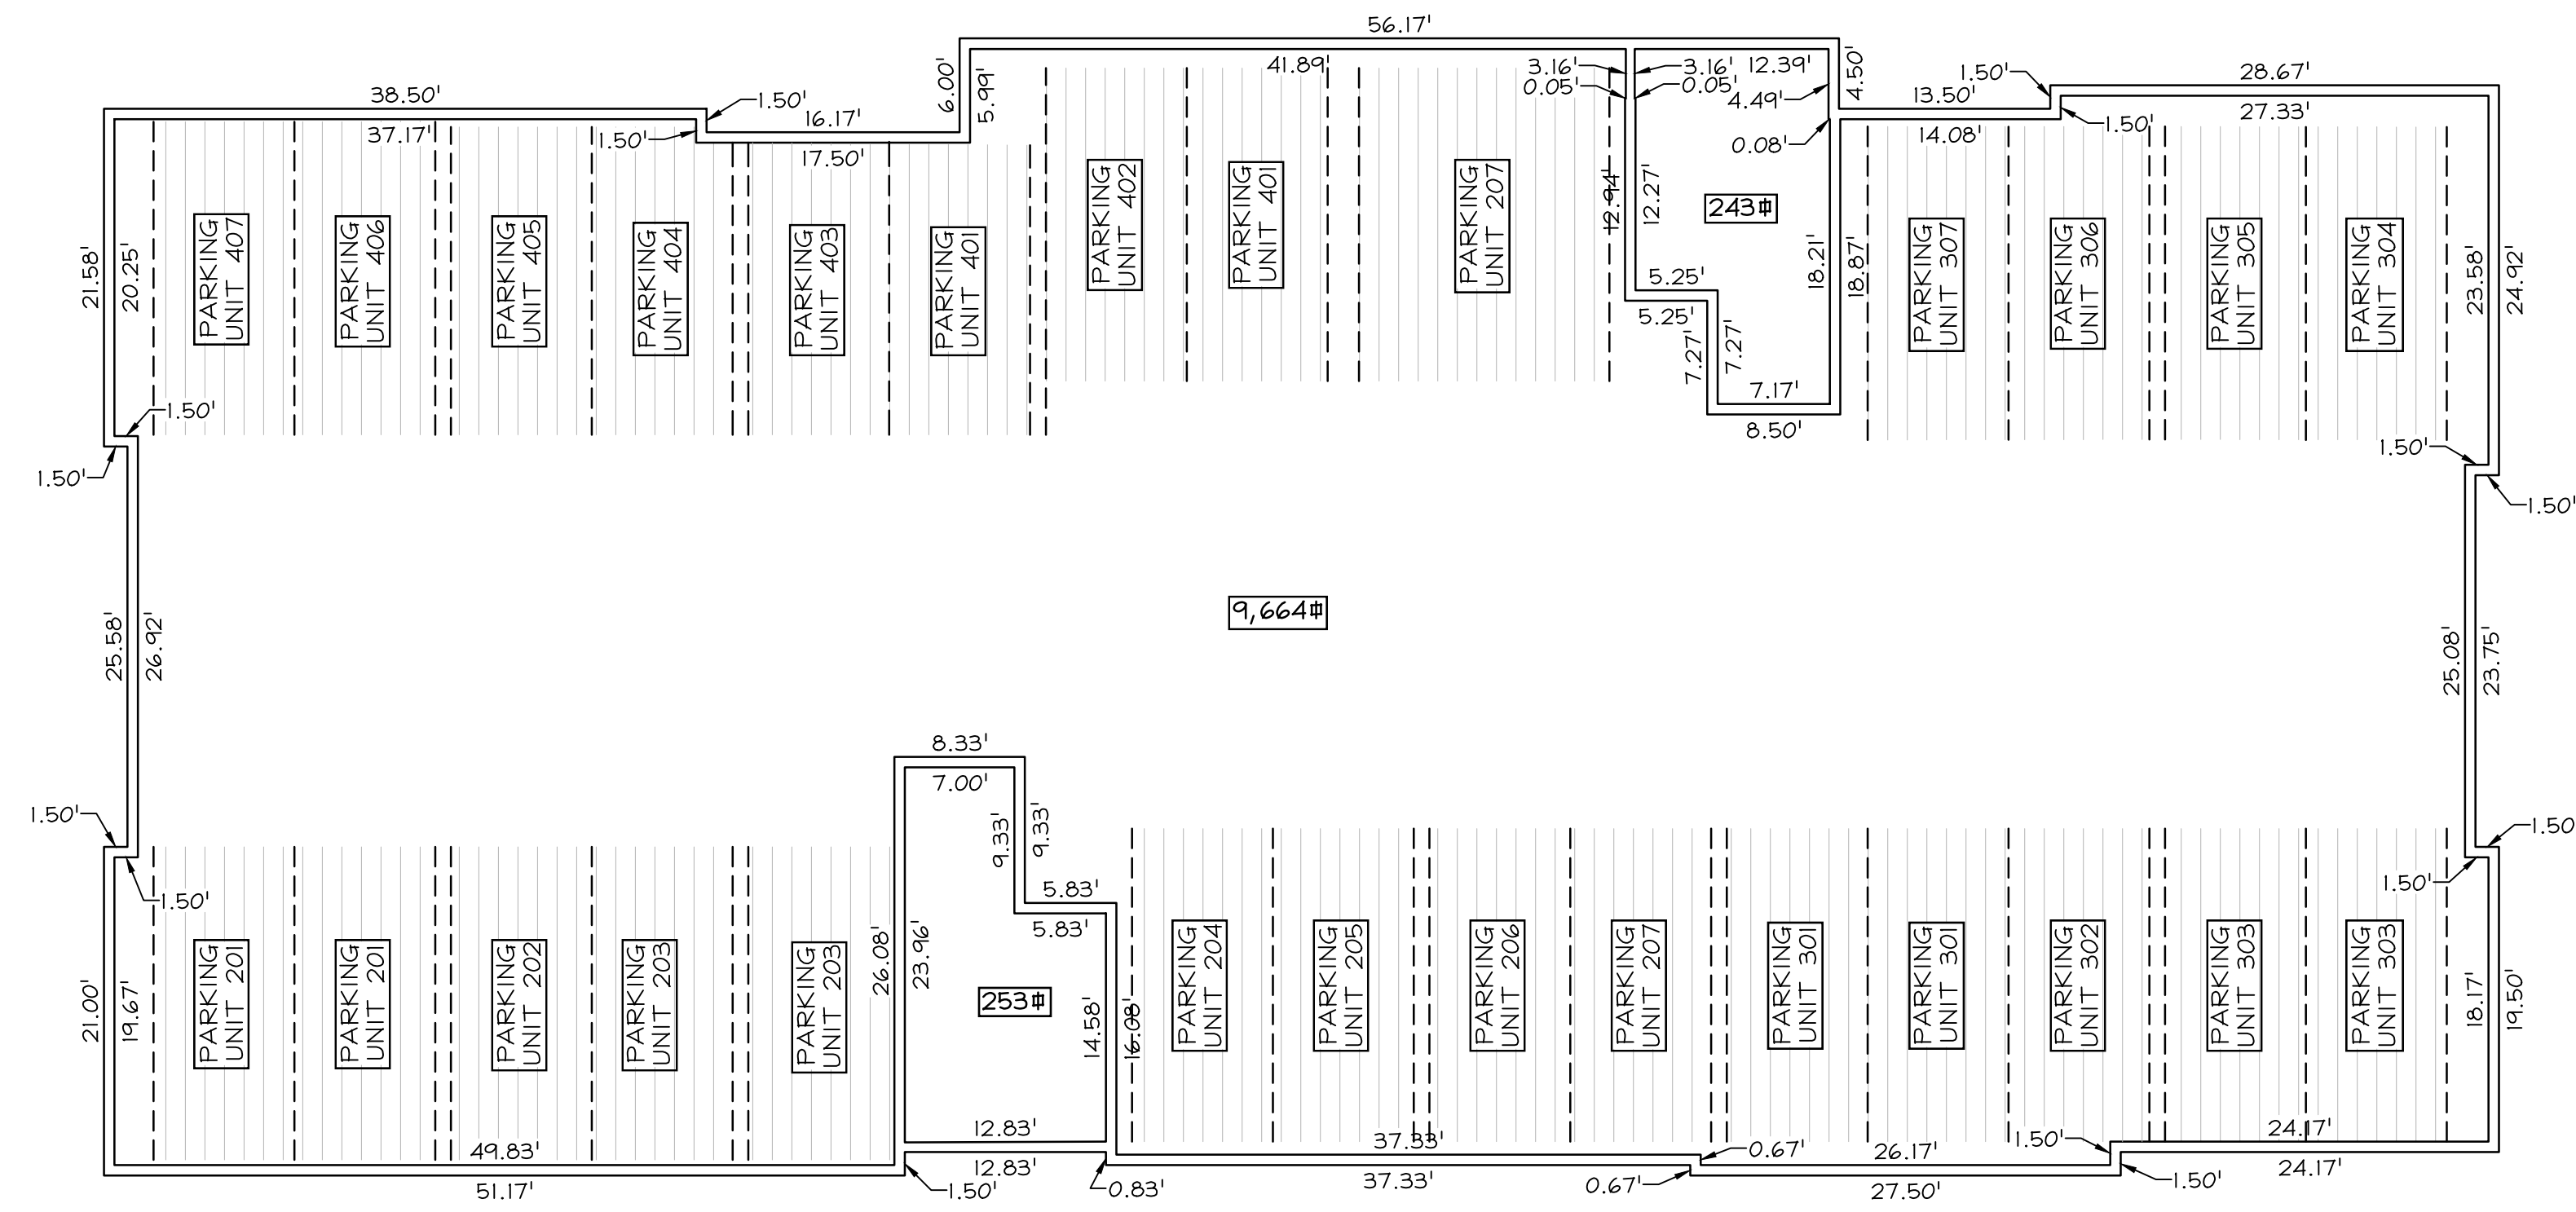 56.17'
38.50'
1.50'
16.17'
6.00'
5.99'
41.89'
3.16'
3.16'
12.39'
0.05'
0.05'
4.49'
4.50'
13.50'
1.50'
28.67'
37.17'
1.50'
17.50'
0.08'
14.08'
1.50'
27.33'
21.58'
20.25'
PARKING
UNIT 407
PARKING
UNIT 406
PARKING
UNIT 405
PARKING
UNIT 404
PARKING
UNIT 403
PARKING
UNIT 401
PARKING
UNIT 402
PARKING
UNIT 401
PARKING
UNIT 207
12.94'
12.27'
243⌗
5.25'
5.25'
7.27'
7.27'
18.21'
18.87'
7.17'
8.50'
PARKING
UNIT 307
PARKING
UNIT 306
PARKING
UNIT 305
PARKING
UNIT 304
23.58'
24.92'
1.50'
1.50'
1.50'
1.50'
25.58'
26.92'
9,664⌗
25.08'
23.75'
1.50'
1.50'
1.50
1.50'
8.33'
7.00'
9.33'
9.33'
5.83'
5.83'
21.00'
19.67'
PARKING
UNIT 201
PARKING
UNIT 201
PARKING
UNIT 202
PARKING
UNIT 203
PARKING
UNIT 203
26.08'
23.96'
253⌗
14.58'
16.08'
PARKING
UNIT 204
PARKING
UNIT 205
PARKING
UNIT 206
PARKING
UNIT 207
PARKING
UNIT 301
PARKING
UNIT 301
PARKING
UNIT 302
PARKING
UNIT 303
PARKING
UNIT 303
18.17'
19.50'
49.83'
12.83'
37.33'
0.67'
26.17'
1.50'
24.17'
51.17'
1.50'
12.83'
0.83'
37.33'
0.67'
27.50'
1.50'
24.17'